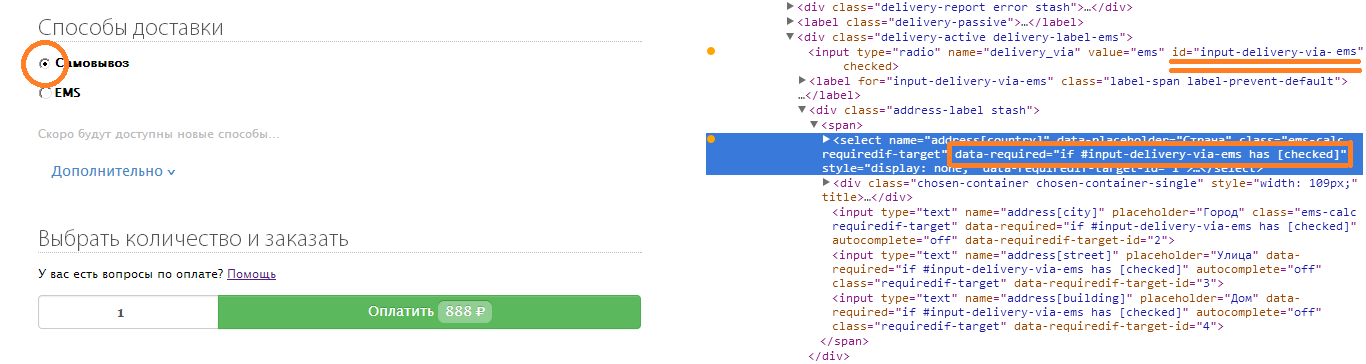 Способы доставки
Самовывоз
EMS
Скоро будут доступны новые способы...
Дополнительно
Выбрать количество и заказать
У вас есть вопросы по оплате? Помощь
1
Оплатить 888 ₽
<div class="delivery-report error stash">…</div>
<label class="delivery-passive">…</label>
<div class="delivery-active delivery-label-ems">
<input type="radio" name="delivery_via" value="ems" id="input-delivery-via-ems"
checked>
<label for="input-delivery-via-ems" class="label-span label-prevent-default">
…</label>
<div class="address-label stash">
<span>
<select name="address[country]" data-placeholder="Страна" class="ems-calc
requiredif-target" data-required="if #input-delivery-via-ems has [checked]"
style="display: none;" data-requiredif-target-id="1">…</select>
<div class="chosen-container chosen-container-single" style="width: 109px;"
title>…</div>
<input type="text" name="address[city]" placeholder="Город" class="ems-calc
requiredif-target" data-required="if #input-delivery-via-ems has [checked]"
autocomplete="off" data-requiredif-target-id="2">
<input type="text" name="address[street]" placeholder="Улица" data-
required="if #input-delivery-via-ems has [checked]" autocomplete="off"
class="requiredif-target" data-requiredif-target-id="3">
<input type="text" name="address[building]" placeholder="Дом" data-
required="if #input-delivery-via-ems has [checked]" autocomplete="off"
class="requiredif-target" data-requiredif-target-id="4">
</span>
</div>